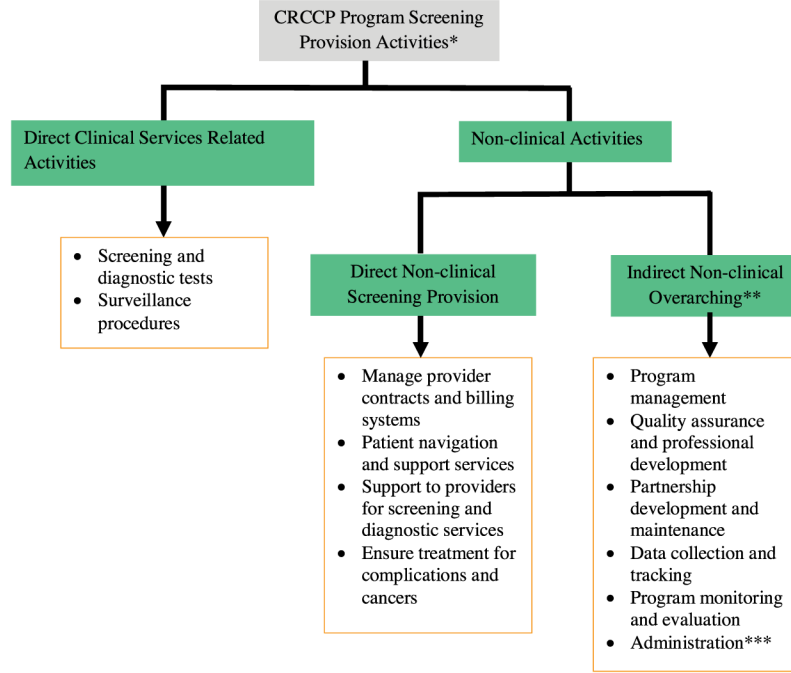 CRCCP Program Screening
Provision Activities*
Direct Clinical Services Related
Activities
Non-clinical Activities
• Screening and
diagnostic tests
• Surveillance
procedures
Direct Non-clinical
Screening Provision
Indirect Non-clinical
Overarching**
• Manage provider
contracts and billing
systems
• Patient navigation
and support services
• Support to providers
for screening and
diagnostic services
• Ensure treatment for
complications and
cancers
• Program
management
• Quality assurance
and professional
development
• Partnership
development and
maintenance
• Data collection and
tracking
• Program monitoring
and evaluation
• Administration***